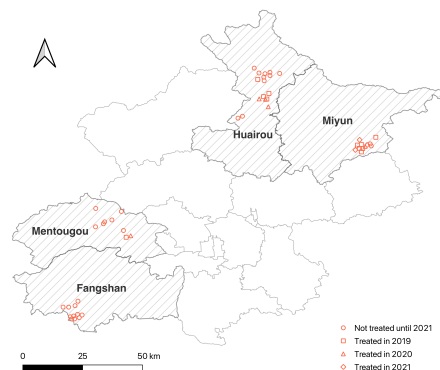 Miyun
Huairou
Mentougou
Fangshan
Not treated until 2021
Treated in 2019
Treated in 2020
Treated in 2021
0 25 50 km